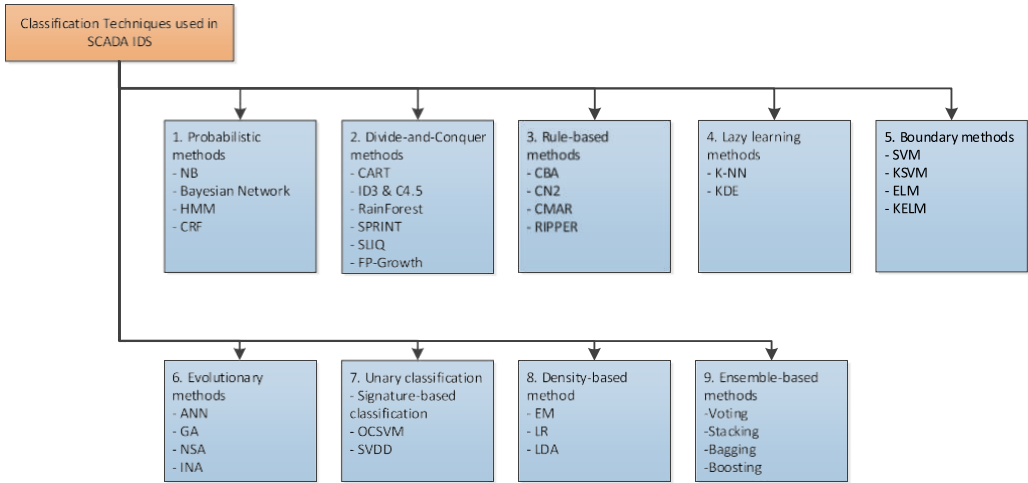 Classification Techniques used in
SCADA IDS
1. Probabilistic
methods
- NB
- Bayesian Network
- HMM
- CRF
2. Divide-and-Conquer
methods
- CART
- ID3 & C4.5
- RainForest
- SPRINT
- SLIQ
- FP-Growth
3. Rule-based
methods
- CBA
- CN2
- CMAR
- RIPPER
4. Lazy learning
methods
- K-NN
- KDE
5. Boundary methods
- SVM
- KSVM
- ELM
- KELM
6. Evolutionary
methods
- ANN
- GA
- NSA
- INA
7. Unary classification
- Signature-based
classification
- OCSVM
- SVDD
8. Density-based
method
- EM
- LR
- LDA
9. Ensemble-based
methods
-Voting
-Stacking
-Bagging
-Boosting